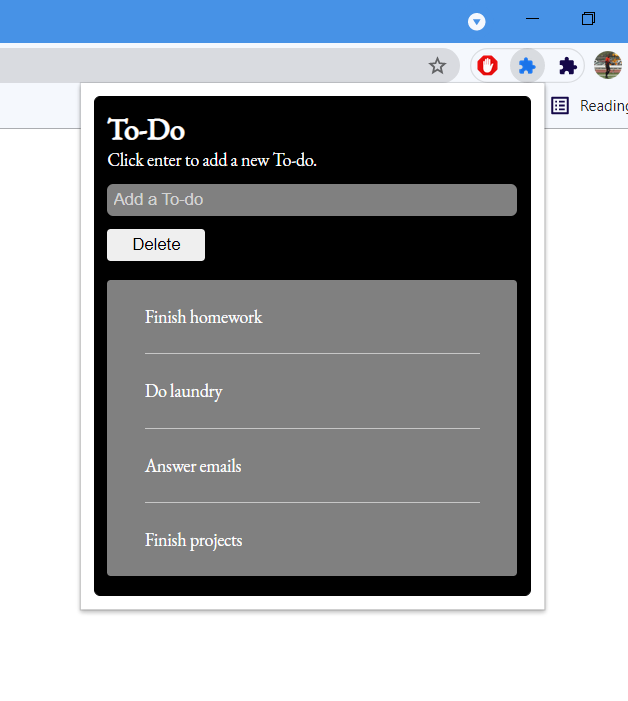 Reading
To-Do
Click enter to add a new To-do.
Add a To-do
Delete
Finish homework
Do laundry
Answer emails
Finish projects